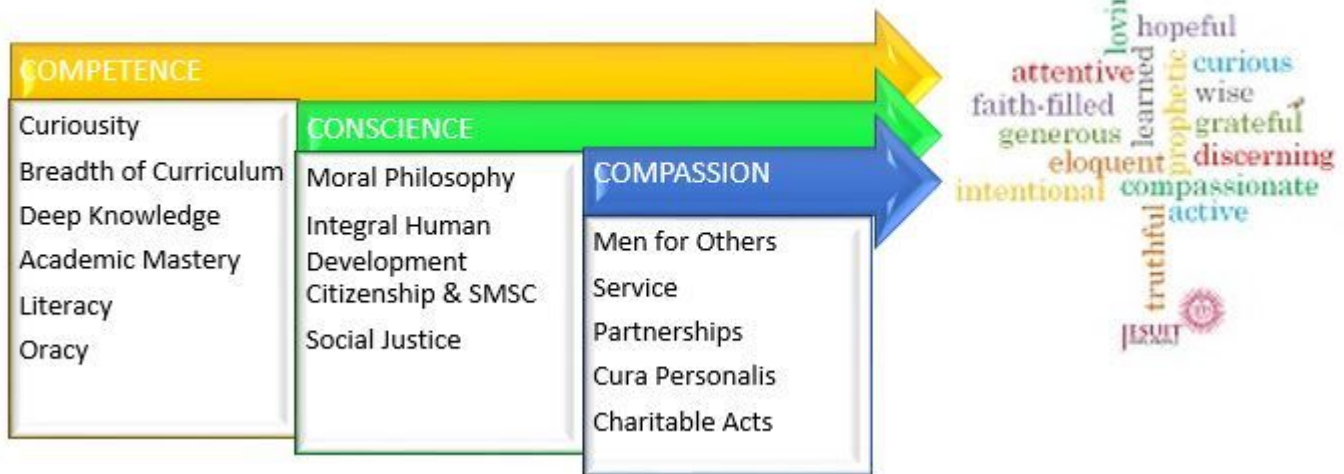 COMPETENCE
Curiousity
Breadth of Curriculum
Deep Knowledge
Academic Mastery
Literacy
Oracy
CONSCIENCE
Moral Philosophy
Integral Human
Development
Citizenship & SMSC
Social Justice
COMPASSION
Men for Others
Service
Partnerships
Cura Personalis
Charitable Acts
hopeful
attentive
learned
prophetic
curious
faith-filled
wise
generous
grateful
eloquent
discerning
intentional
compassionate
active
truthful
JESUIT